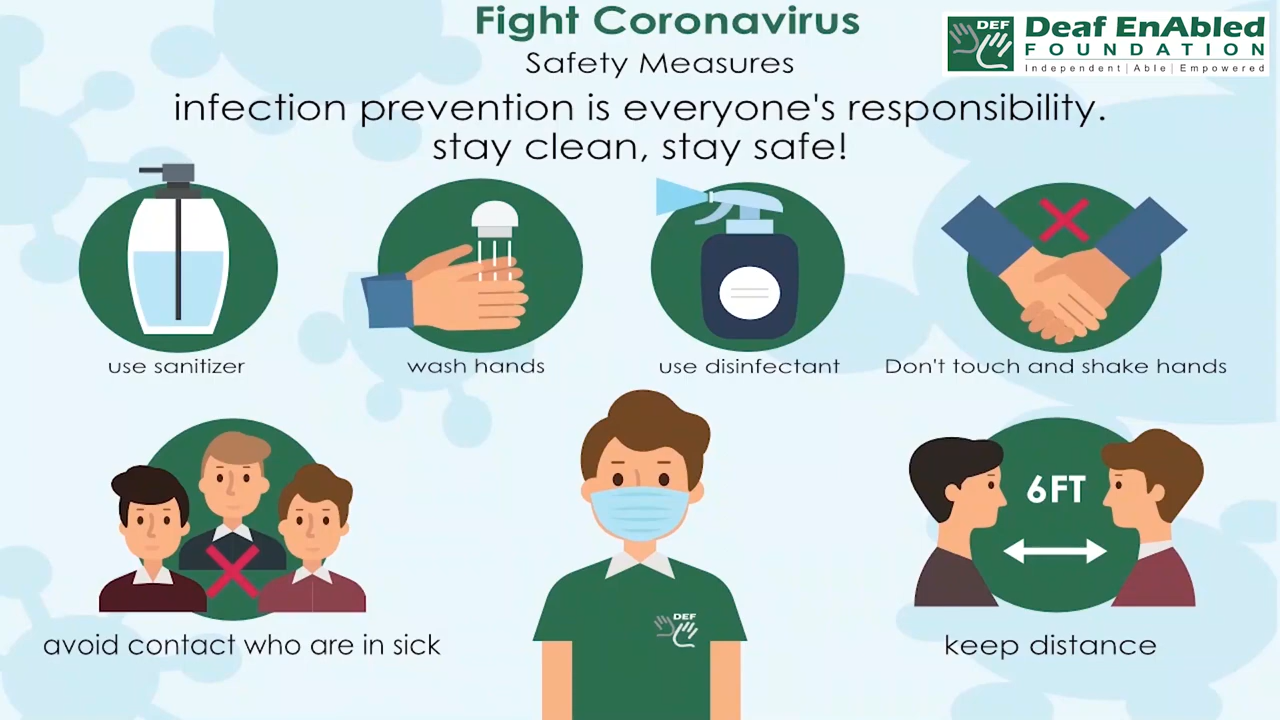 Fight Coronavirus
Safety Measures
DEF
Deaf EnAbled
FOUNDATION
Independent | Able | Empowered
infection prevention is everyone's responsibility.
stay clean, stay safe!
use sanitizer
wash hands
use disinfectant
Don't touch and shake hands
6FT
DEF
avoid contact who are in sick
keep distance